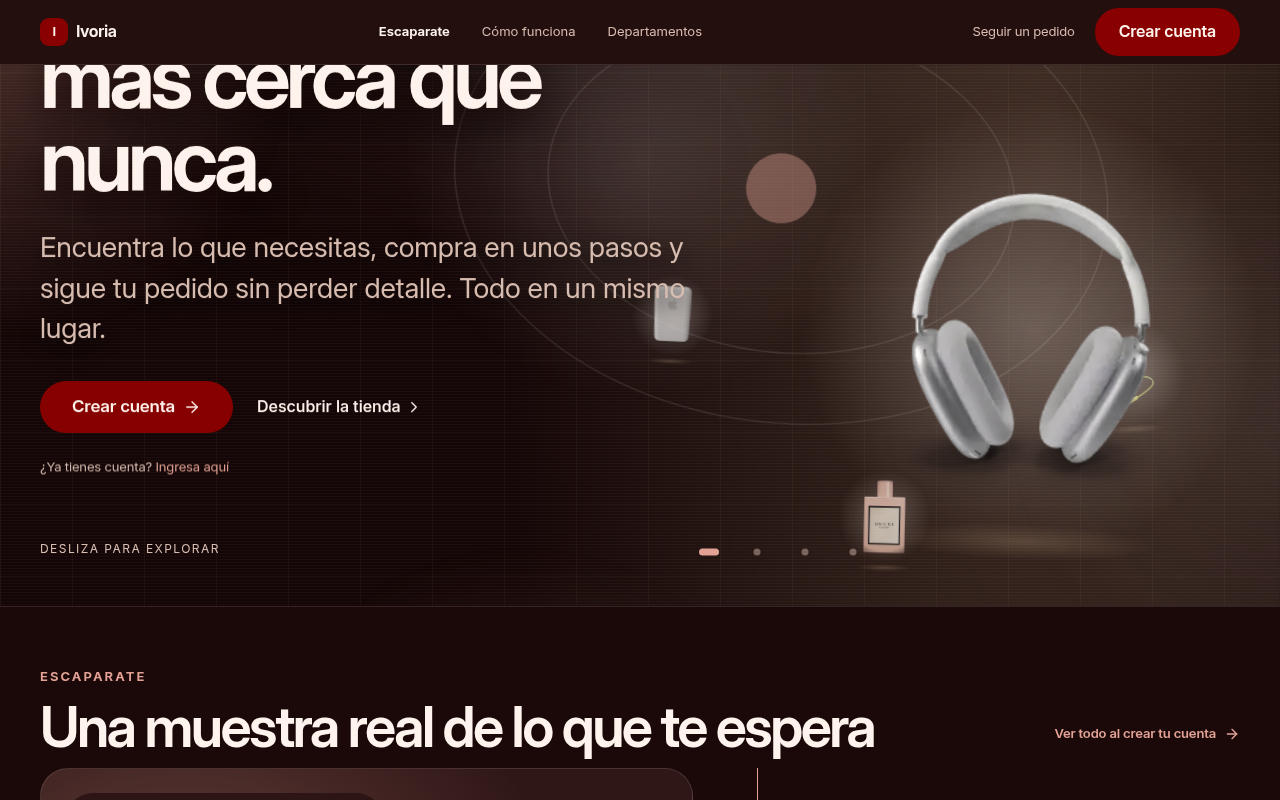 I
Ivoria
Escaparate
Cómo funciona
Departamentos
Seguir un pedido
Crear cuenta
más cerca que
nunca.
Encuentra lo que necesitas, compra en unos pasos y
sigue tu pedido sin perder detalle. Todo en un mismo
lugar.
Crear cuenta
Descubrir la tienda
¿Ya tienes cuenta? Ingresa aquí
DESLIZA PARA EXPLORAR
ESCAPARATE
Una muestra real de lo que te espera
Ver todo al crear tu cuenta